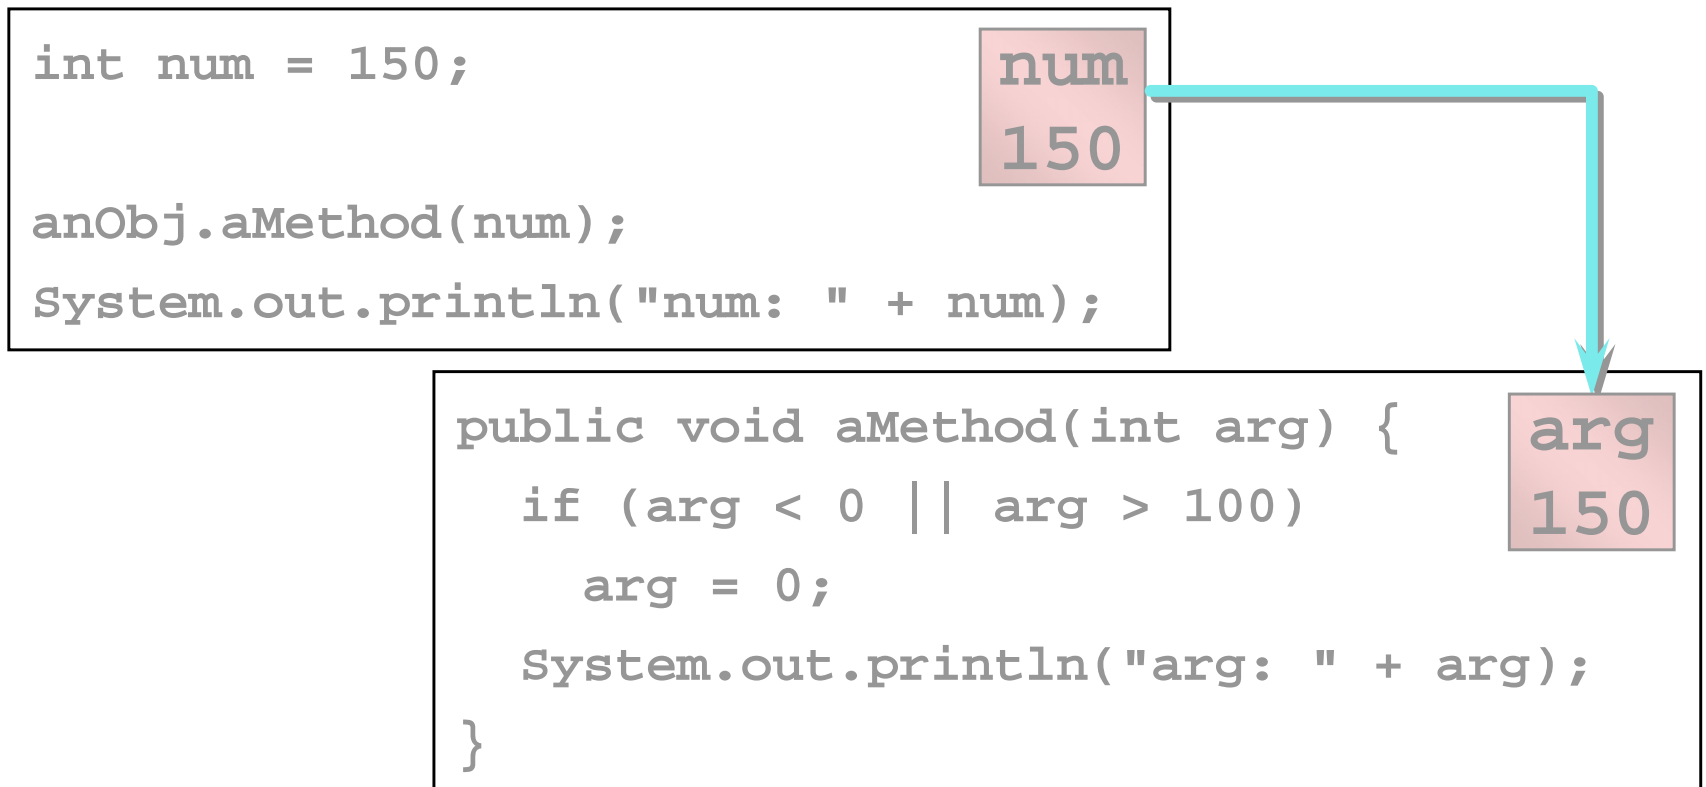 int num = 150;
num
150
anObj.aMethod(num);
System.out.println("num: " + num);
public void aMethod(int arg) {
arg
if (arg < 0 || arg > 100)
150
arg = 0;
System.out.println("arg: " + arg);
}